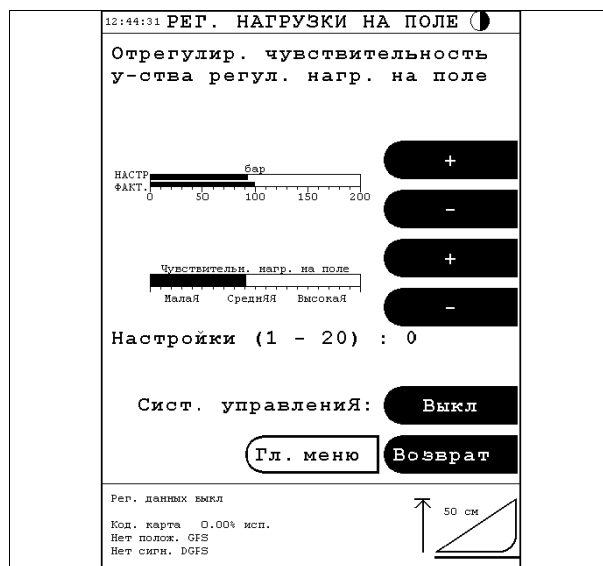 12:44:31 РЕГ. НАГРУЗКИ НА ПОЛЕ
Отрегулир. чувствительность
у-ства регул. нагр. на поле
бар
НАСТР
ФАКТ.
0 50 100 150 200
+
-
Чувствительн. нагр. на поле
МалаЯ СреднЯЯ ВысокаЯ
+
-
Настройки (1 - 20) : 0
Сист. управлениЯ: Выкл
Гл. меню Возврат
Рег. данных выкл
Код. карта 0.00% исп.
Нет полож. GPS
Нет сигн. DGPS
50 см